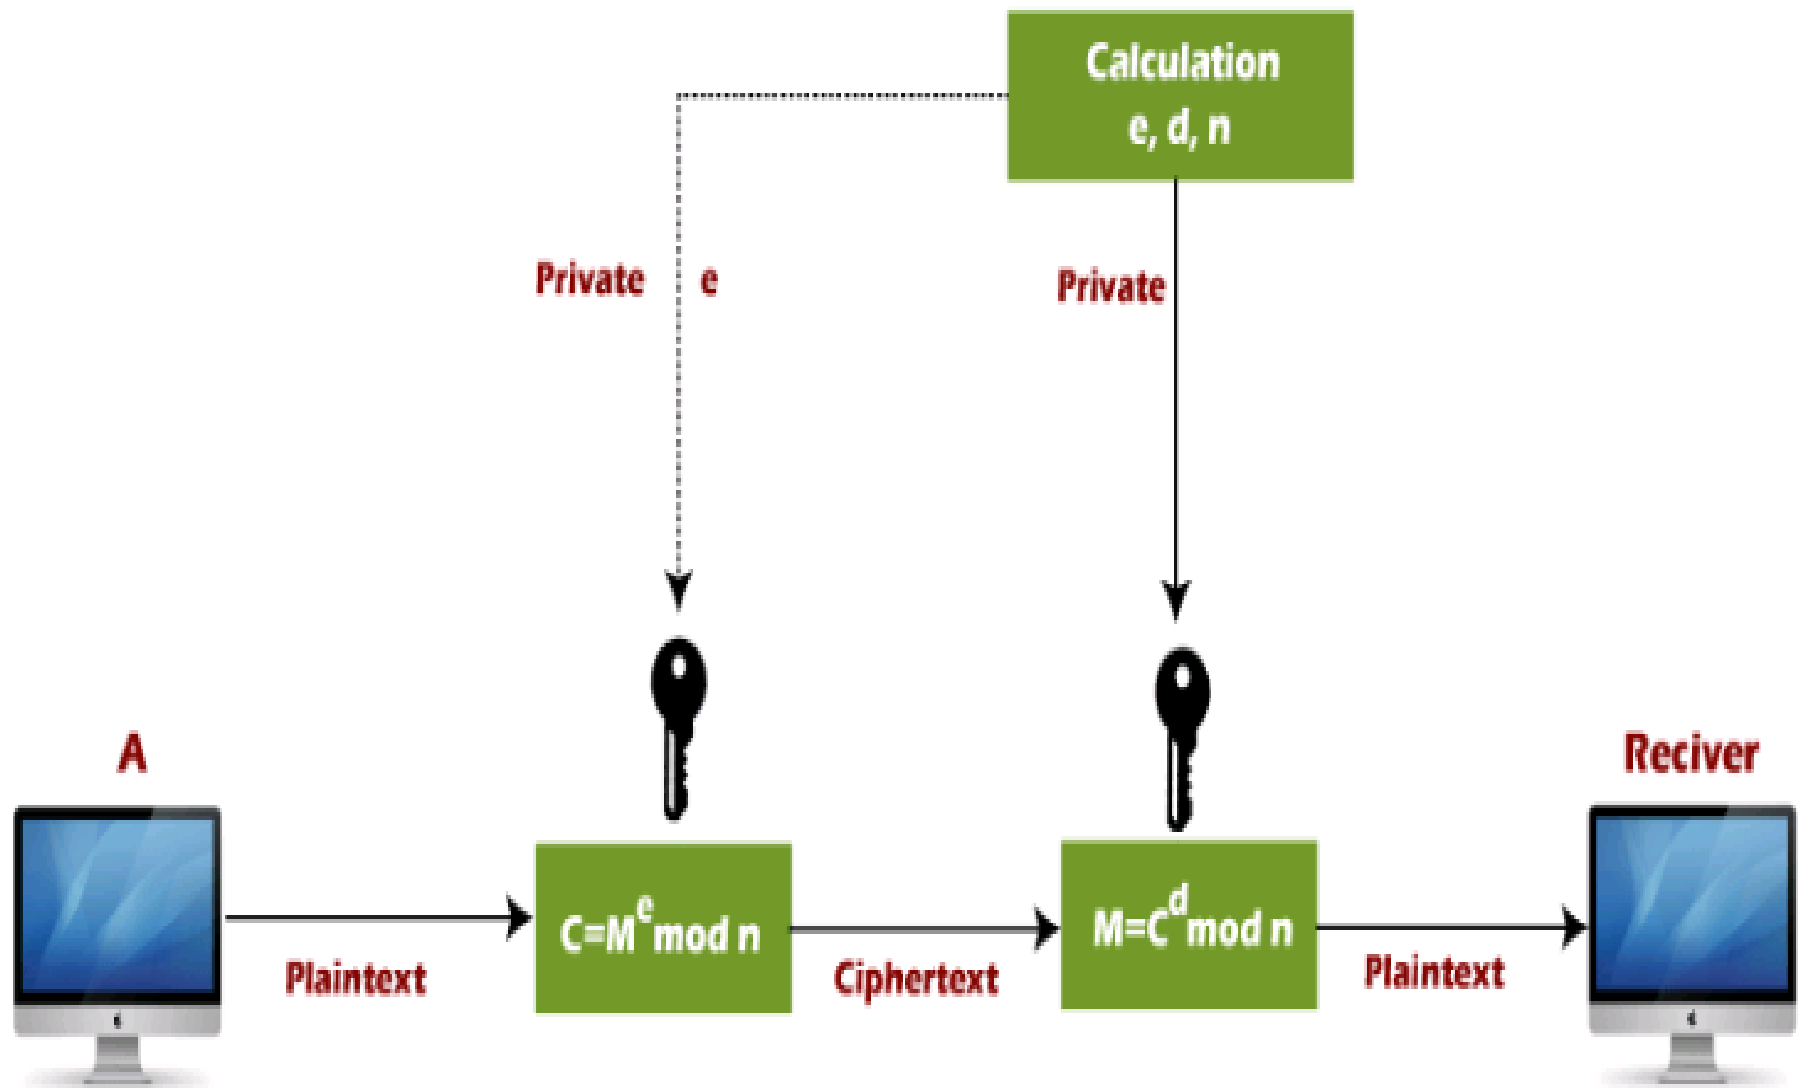 Calculation
e, d, n
Private e
Private
A
Reciver
C=M^e mod n
M=C^d mod n
Plaintext
Ciphertext
Plaintext